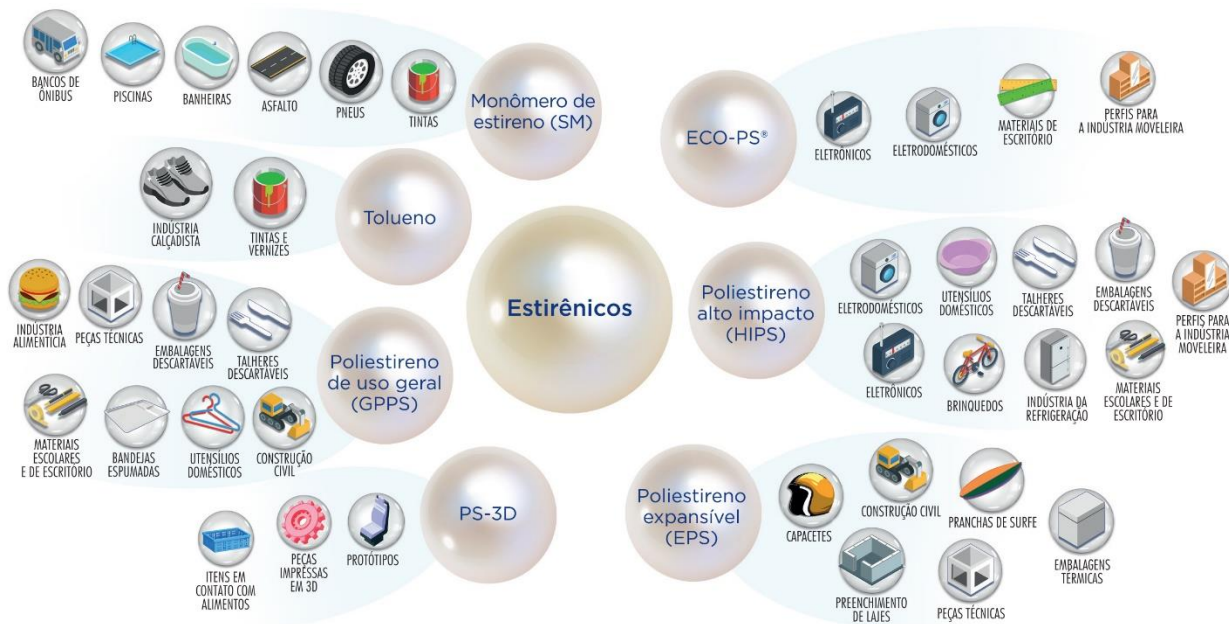 BANCOS DE
ÔNIBUS
PISCINAS
BANHEIRAS
ASFALTO
PNEUS
TINTAS
Monômero de
estireno (SM)
INDÚSTRIA
CALÇADISTA
TINTAS E
VERNIZES
Tolueno
INDÚSTRIA
ALIMENTÍCIA
PEÇAS TÉCNICAS
EMBALAGENS
DESCARTÁVEIS
TALHERES
DESCARTÁVEIS
MATERIAIS
ESCOLARES
E DE ESCRITÓRIO
BANDEJAS
ESPUMADAS
UTENSÍLIOS
DOMÉSTICOS
CONSTRUÇÃO
CIVIL
Poliestireno
de uso geral
(GPPS)
ITENS EM
CONTATO COM
ALIMENTOS
PEÇAS
IMPRESSAS
EM 3D
PROTÓTIPOS
PS-3D
Estirênicos
ECO-PS®
ELETRÔNICOS
ELETRODOMÉSTICOS
MATERIAIS DE
ESCRITÓRIO
PERFIS PARA
A INDÚSTRIA MOVELEIRA
Poliestireno
alto impacto
(HIPS)
ELETRODOMÉSTICOS
UTENSÍLIOS
DOMÉSTICOS
TALHERES
DESCARTÁVEIS
EMBALAGENS
DESCARTÁVEIS
PERFIS PARA
A INDÚSTRIA
MOVELEIRA
ELETRÔNICOS
BRINQUEDOS
INDÚSTRIA DA
REFRIGERAÇÃO
MATERIAIS
ESCOLARES E DE
ESCRITÓRIO
Poliestireno
expansível
(EPS)
CAPACETES
CONSTRUÇÃO CIVIL
PRANCHAS DE SURFE
EMBALAGENS
TÉRMICAS
PREENCHIMENTO
DE LAJES
PEÇAS TÉCNICAS